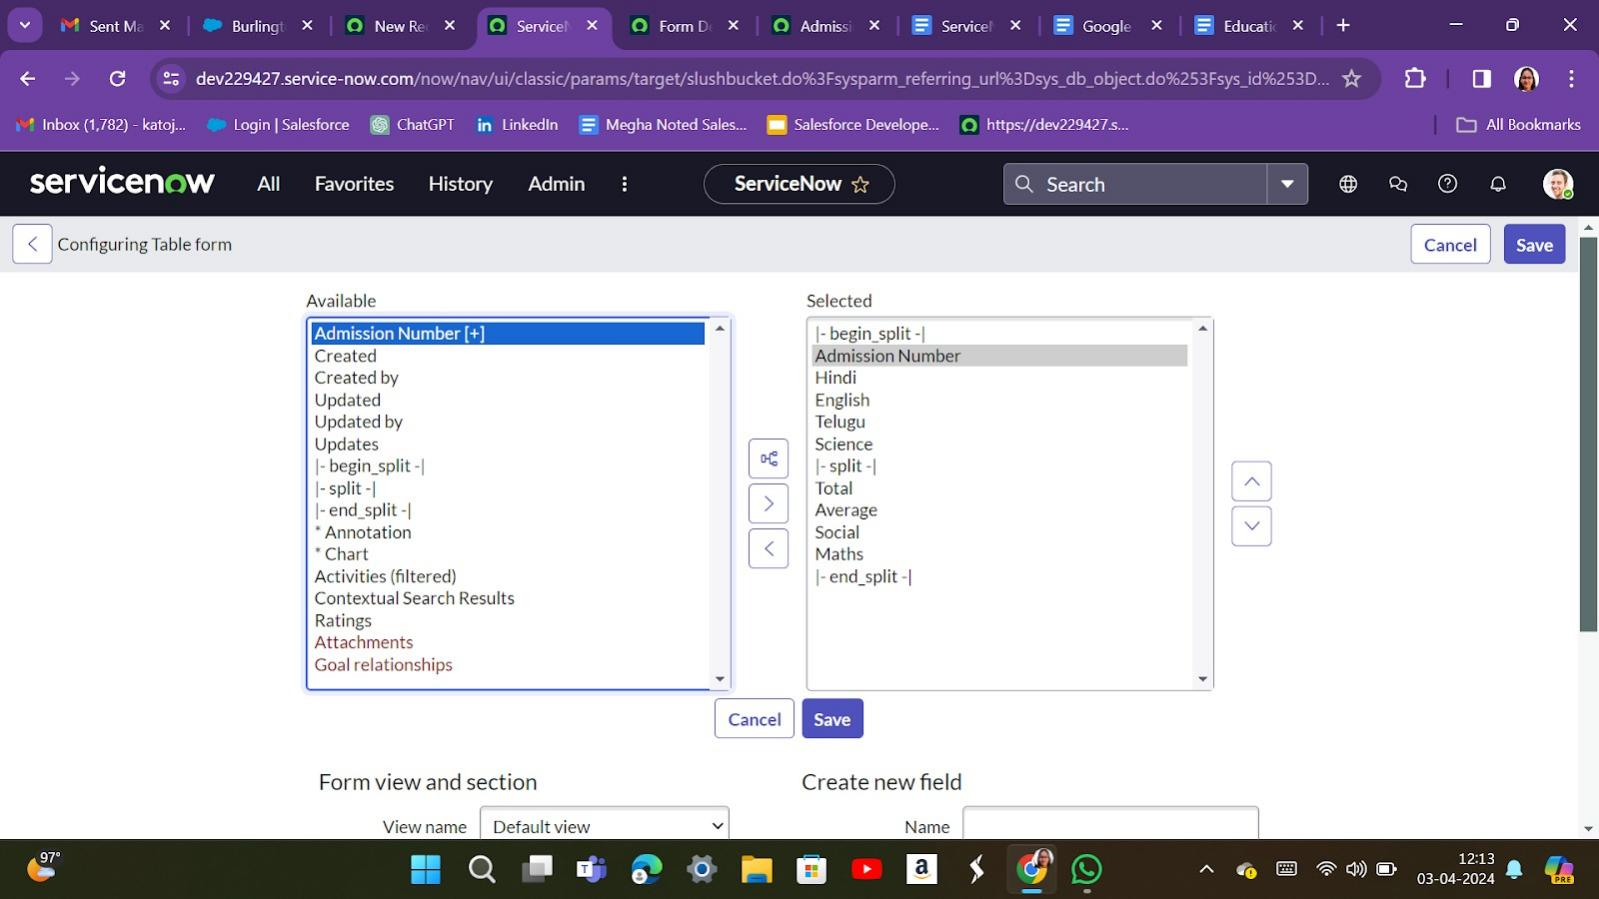 Sent Ma
Burlingt
New Re
ServiceN
Form De
Admissi
ServiceN
Google
Educatio
dev229427.service-now.com/now/nav/ui/classic/params/target/slushbucket.do%3Fsysparm_referring_url%3Dsys_db_object.do%253Fsys_id%253D...
Inbox (1,782) - katoj...
Login | Salesforce
ChatGPT
LinkedIn
Megha Noted Sales...
Salesforce Develope...
https://dev229427.s...
All Bookmarks
servicenow
All
Favorites
History
Admin
ServiceNow
Search
Configuring Table form
Cancel
Save
Available
Admission Number [+]
Created
Created by
Updated
Updated by
Updates
|- begin_split -|
|- split -|
|- end_split -|
* Annotation
* Chart
Activities (filtered)
Contextual Search Results
Ratings
Attachments
Goal relationships
Selected
|- begin_split -|
Admission Number
Hindi
English
Telugu
Science
|- split -|
Total
Average
Social
Maths
|- end_split -|
Cancel
Save
Form view and section
Create new field
View name
Default view
Name
97°
12:13
03-04-2024
PRE